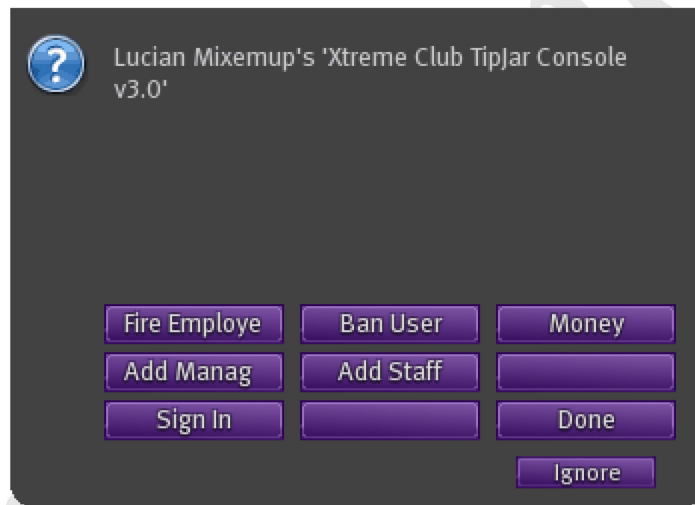 Lucian Mixemup's 'Xtreme Club TipJar Console
v3.0'
Fire Employe Ban User Money
Add Manag Add Staff
Sign In Done
Ignore